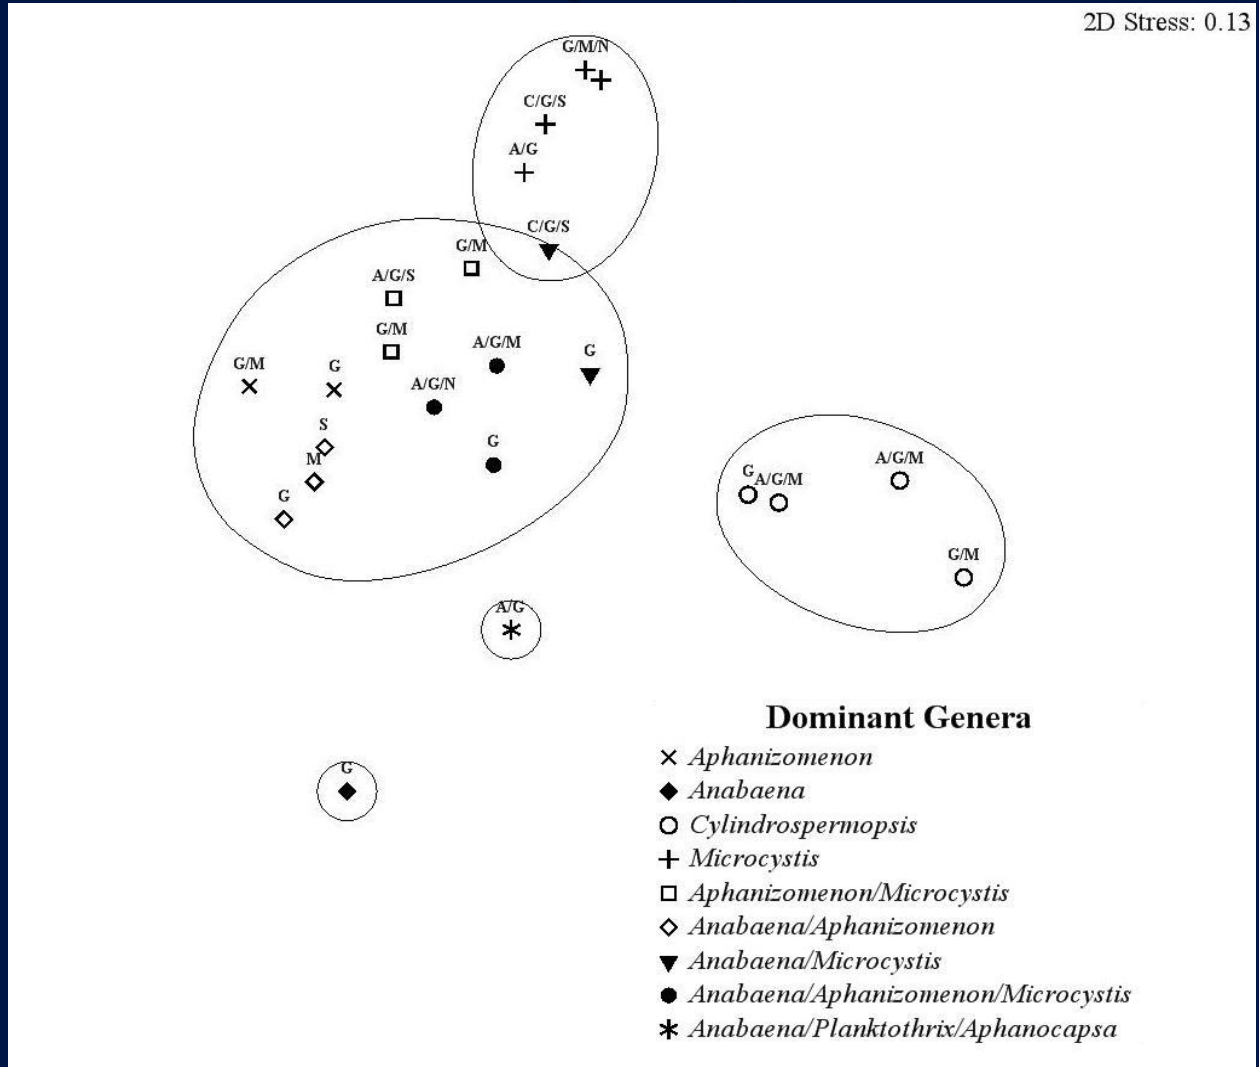 2D Stress: 0.13
G/M/N
C/G/S
A/G
C/G/S
G/M
A/G/S
G/M
A/G/M
G
G/M
G
A/G/N
S
G
M
G
A/G/M
G
A/G/M
G/M
A/G
G
Dominant Genera
Aphanizomenon
Anabaena
Cylindrospermopsis
Microcystis
Aphanizomenon/Microcystis
Anabaena/Aphanizomenon
Anabaena/Microcystis
Anabaena/Aphanizomenon/Microcystis
Anabaena/Planktothrix/Aphanocapsa